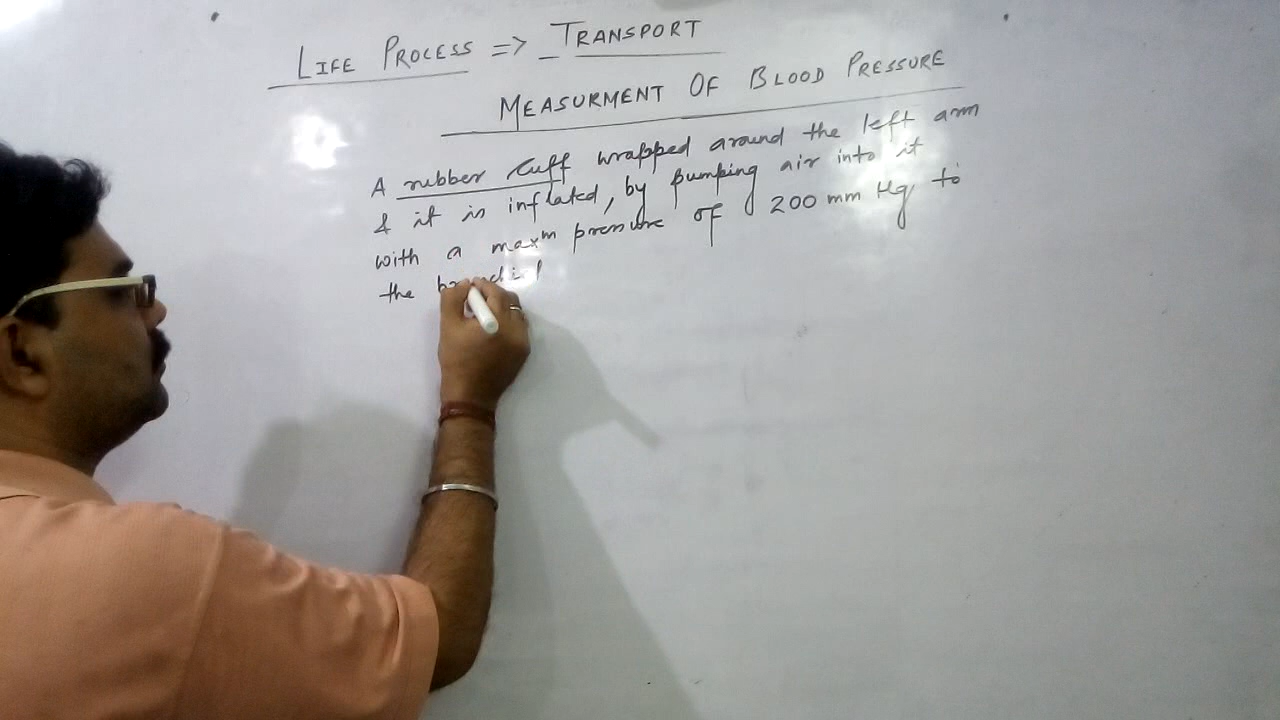 LIFE PROCESS => TRANSPORT
MEASURMENT OF BLOOD PRESSURE
A rubber Cuff wrapped around the left arm
& it is inflated, by pumping air into it
with a maxm pressure of 200 mm Hg, to
the